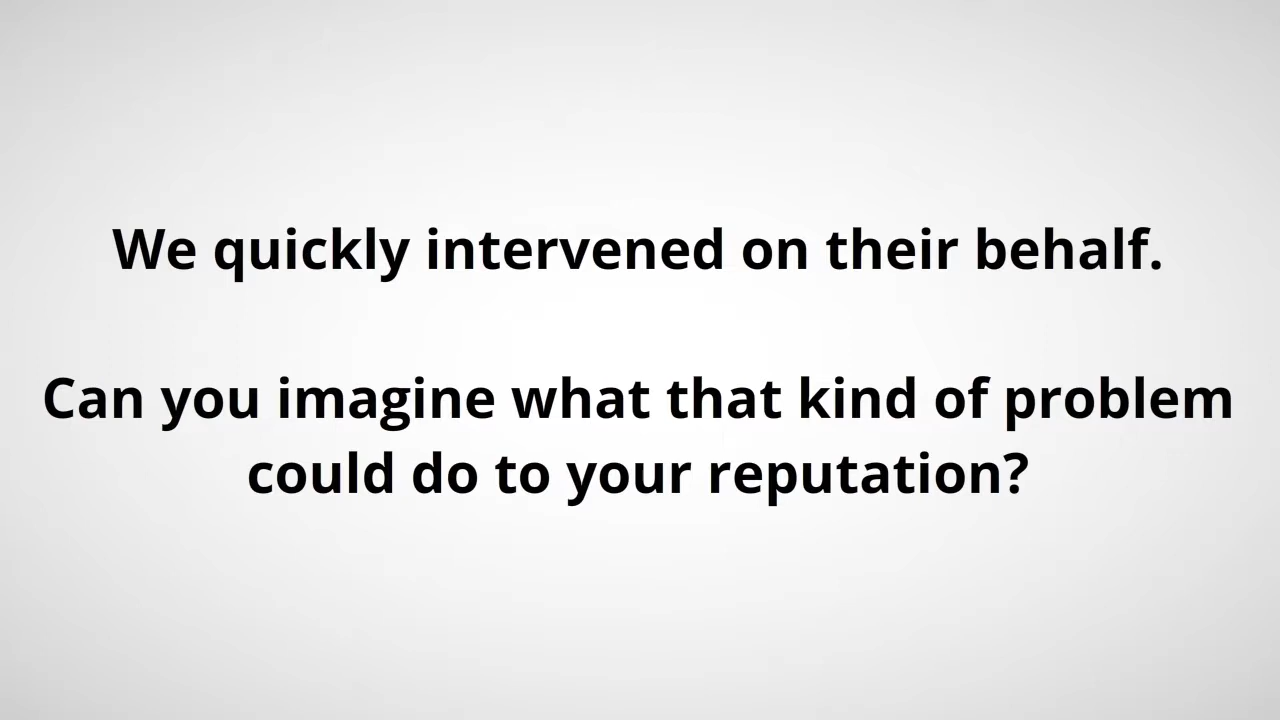 We quickly intervened on their behalf.
Can you imagine what that kind of problem
could do to your reputation?